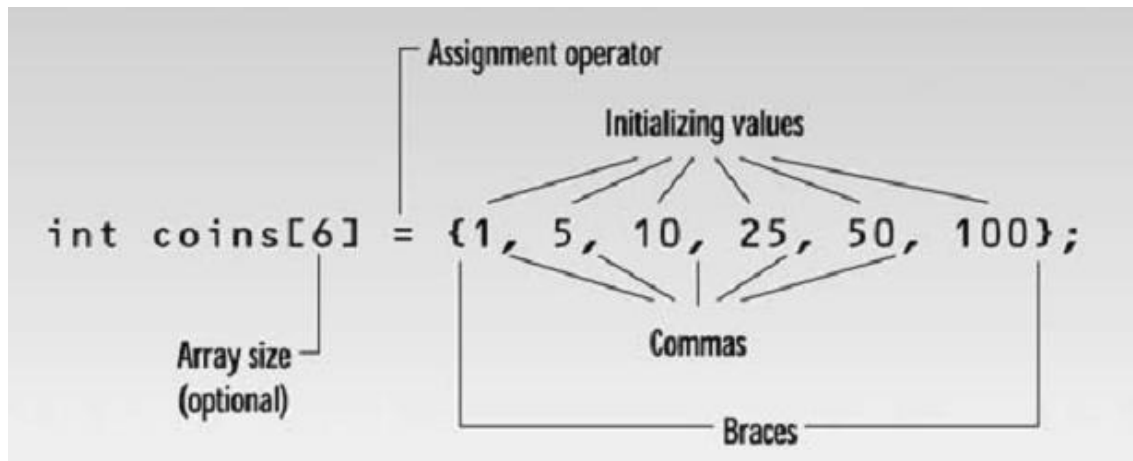 Assignment operator
Initializing values
int coins[6] = {1, 5, 10, 25, 50, 100};
Array size
(optional)
Commas
Braces